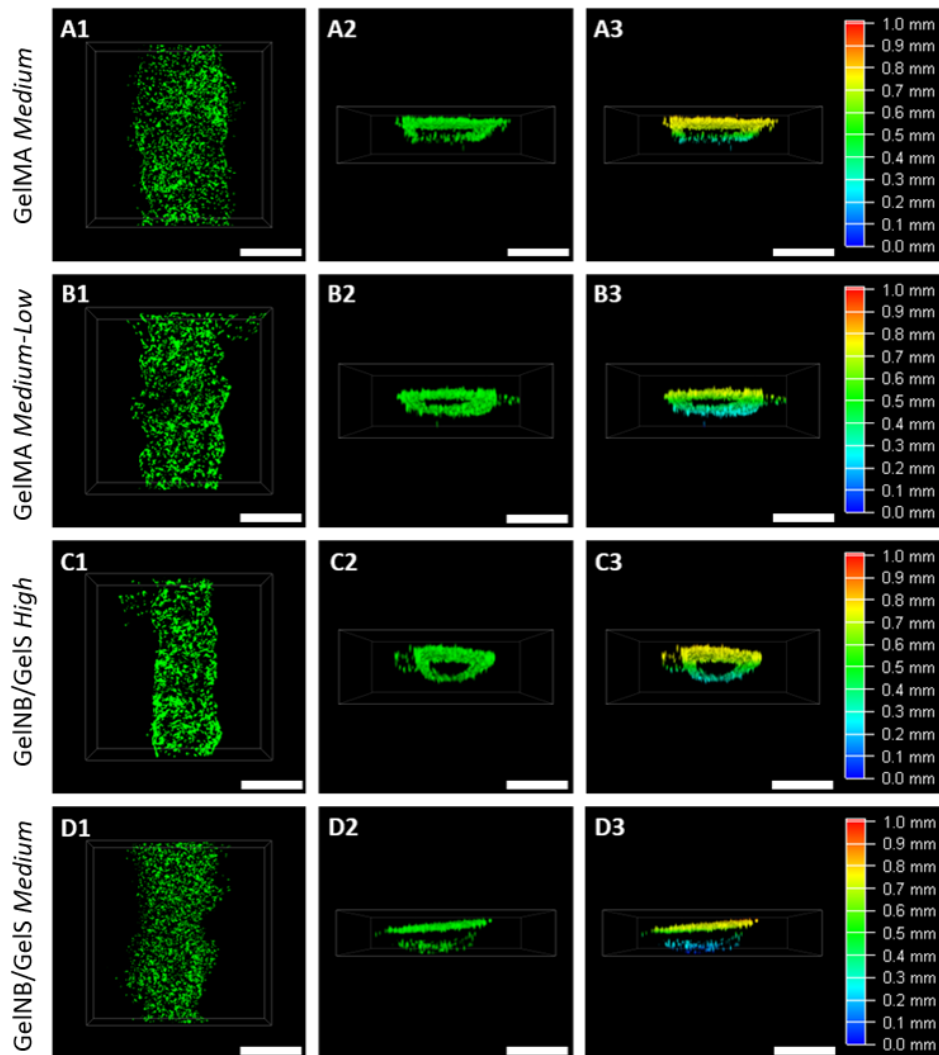 GelMA Medium
A1
A2
A3
1.0 mm
0.9 mm
0.8 mm
0.7 mm
0.6 mm
0.5 mm
0.4 mm
0.3 mm
0.2 mm
0.1 mm
0.0 mm
GelMA Medium-Low
B1
B2
B3
1.0 mm
0.9 mm
0.8 mm
0.7 mm
0.6 mm
0.5 mm
0.4 mm
0.3 mm
0.2 mm
0.1 mm
0.0 mm
GelNB/GelS High
C1
C2
C3
1.0 mm
0.9 mm
0.8 mm
0.7 mm
0.6 mm
0.5 mm
0.4 mm
0.3 mm
0.2 mm
0.1 mm
0.0 mm
GelNB/GelS Medium
D1
D2
D3
1.0 mm
0.9 mm
0.8 mm
0.7 mm
0.6 mm
0.5 mm
0.4 mm
0.3 mm
0.2 mm
0.1 mm
0.0 mm